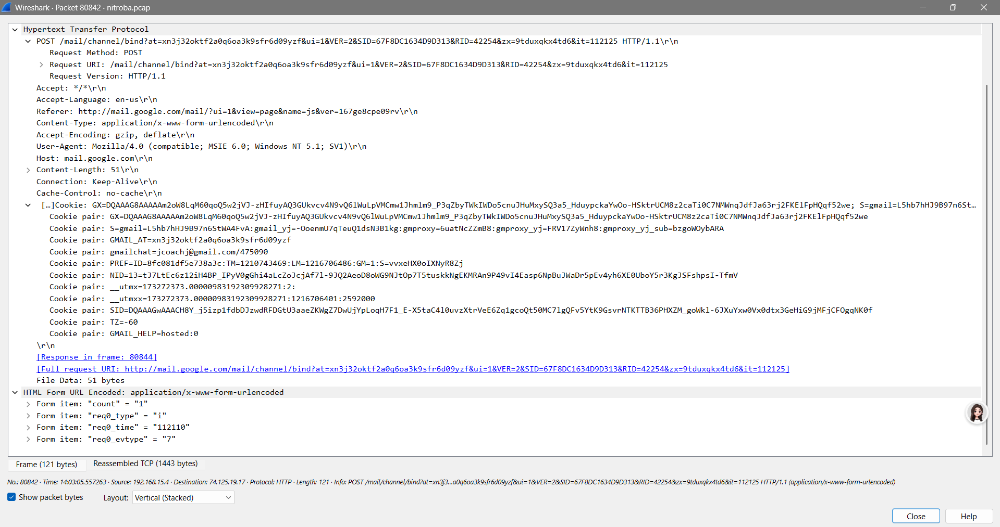 Wireshark · Packet 80842 · nitroba.pcap
Hypertext Transfer Protocol
POST /mail/channel/bind?at=xn3j32oktf2a0q6oa3k9sfr6d09yzf&ui=1&VER=2&SID=67F8DC1634D9D313&RID=42254&zx=9tduxqkx4td6&it=112125 HTTP/1.1\r\n
Request Method: POST
Request URI: /mail/channel/bind?at=xn3j32oktf2a0q6oa3k9sfr6d09yzf&ui=1&VER=2&SID=67F8DC1634D9D313&RID=42254&zx=9tduxqkx4td6&it=112125
Request Version: HTTP/1.1
Accept: */*\r\n
Accept-Language: en-us\r\n
Referer: http://mail.google.com/mail/?ui=1&view=page&name=js&ver=167ge8cpe09rv\r\n
Content-Type: application/x-www-form-urlencoded\r\n
Accept-Encoding: gzip, deflate\r\n
User-Agent: Mozilla/4.0 (compatible; MSIE 6.0; Windows NT 5.1; SV1)\r\n
Host: mail.google.com\r\n
Content-Length: 51\r\n
Connection: Keep-Alive\r\n
Cache-Control: no-cache\r\n
[…]Cookie: GX=DQAAAG8AAAAAm2oW8LqM60qoQ5w2jVJ-zHIfuyAQ3GUkvcv4N9vQ6lWuLpVMCmw1Jhmlm9_P3qZbyTWkIWDo5cnuJHuMxySQ3a5_HduypckaYwOo-HSktrUCM8z2caTi0C7NMWnqJdfJa63rj2FKElFpHQqf52we; S=gmail=L5hb7hHJ9B97n6St…
Cookie pair: GX=DQAAAG8AAAAAm2oW8LqM60qoQ5w2jVJ-zHIfuyAQ3GUkvcv4N9vQ6lWuLpVMCmw1Jhmlm9_P3qZbyTWkIWDo5cnuJHuMxySQ3a5_HduypckaYwOo-HSktrUCM8z2caTi0C7NMWnqJdfJa63rj2FKElFpHQqf52we
Cookie pair: S=gmail=L5hb7hHJ9B97n6StWA4FvA:gmail_yj=-OoenmU7qTeuQ1dsN3B1kg:gmproxy=6uatNcZZmB8:gmproxy_yj=FRV17ZyWnh8:gmproxy_yj_sub=bzgoWOybARA
Cookie pair: GMAIL_AT=xn3j32oktf2a0q6oa3k9sfr6d09yzf
Cookie pair: gmailchat=jcoachj@gmail.com/475090
Cookie pair: PREF=ID=8fc081df5e738a3c:TM=1210743469:LM=1216706486:GM=1:S=vvxeHX0oIXNyR8Zj
Cookie pair: NID=13=tJ7LtEc6z12iH4BP_IPyV0gGhi4aLcZoJcjAf7l-9JQ2AeoD8oWG9NJtOp7T5tuskkNgEKMRAn9P49vI4Easp6NpBuJWaDr5pEv4yh6XE0UboY5r3KgJSFshpsI-TfmV
Cookie pair: __utmx=173272373.00000983192309928271:2:
Cookie pair: __utmxx=173272373.00000983192309928271:1216706401:2592000
Cookie pair: SID=DQAAAGwAAACH8Y_j5izp1fdbDJzwdRFDGtU3aaeZKWgZ7DwUjYpLoqH7F1_E-X5taC4l0uvzXtrVeE6Zq1gcoQt50MC7lgQFv5YtK9GsvrNTKTTB36PHXZM_goWkl-6JXuYxw0Vx0dtx3GeHiG9jMFjCFOgqNK0f
Cookie pair: TZ=-60
Cookie pair: GMAIL_HELP=hosted:0
\r\n
[Response in frame: 80844]
[Full request URI: http://mail.google.com/mail/channel/bind?at=xn3j32oktf2a0q6oa3k9sfr6d09yzf&ui=1&VER=2&SID=67F8DC1634D9D313&RID=42254&zx=9tduxqkx4td6&it=112125]
File Data: 51 bytes
HTML Form URL Encoded: application/x-www-form-urlencoded
Form item: "count" = "1"
Form item: "req0_type" = "i"
Form item: "req0_time" = "112110"
Form item: "req0_evtype" = "7"
Frame (121 bytes) Reassembled TCP (1443 bytes)
No.: 80842 · Time: 14:03:05.557263 · Source: 192.168.15.4 · Destination: 74.125.19.17 · Protocol: HTTP · Length: 121 · Info: POST /mail/channel/bind?at=xn3j3…a0q6oa3k9sfr6d09yzf&ui=1&VER=2&SID=67F8DC1634D9D313&RID=42254&zx=9tduxqkx4td6&it=112125 HTTP/1.1 (application/x-www-form-urlencoded)
Show packet bytes Layout: Vertical (Stacked)
Close Help